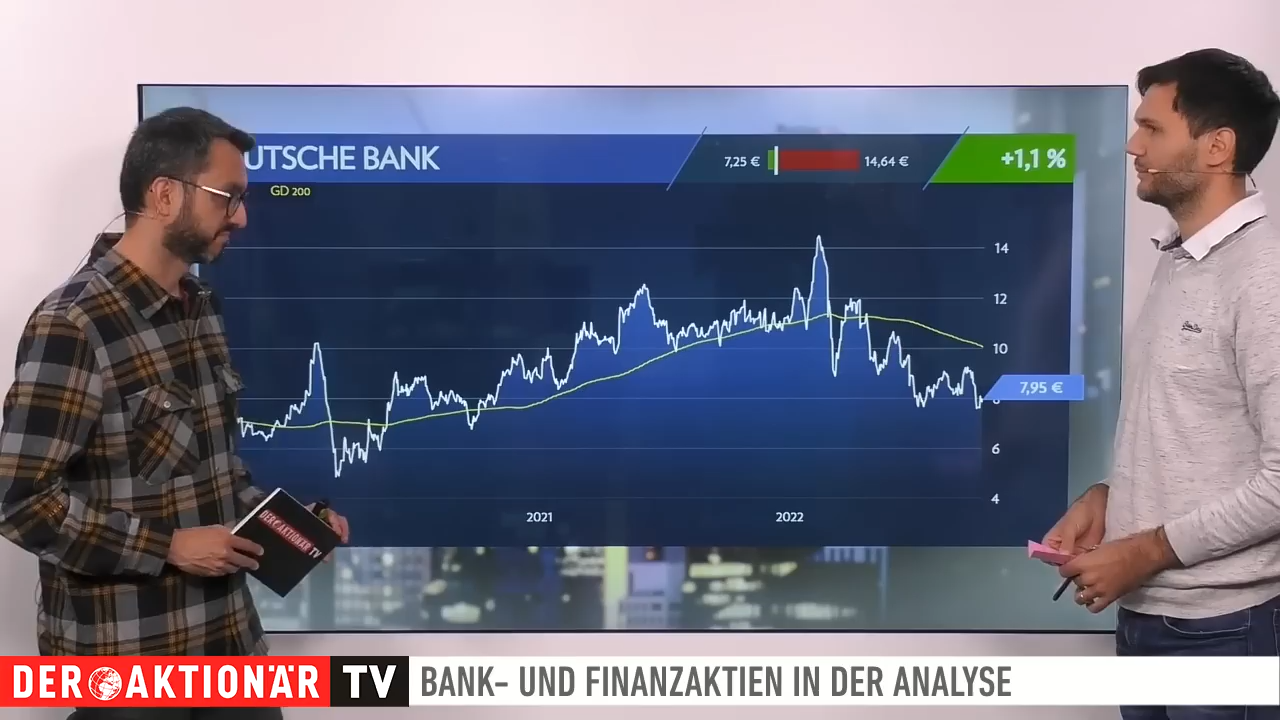 UTSCHE BANK
7,25 € 14,64 €
+1,1 %
GD 200
14
12
10
7,95 €
8
6
4
2021 2022
DER AKTIONÄR TV
DER AKTIONÄR TV BANK- UND FINANZAKTIEN IN DER ANALYSE